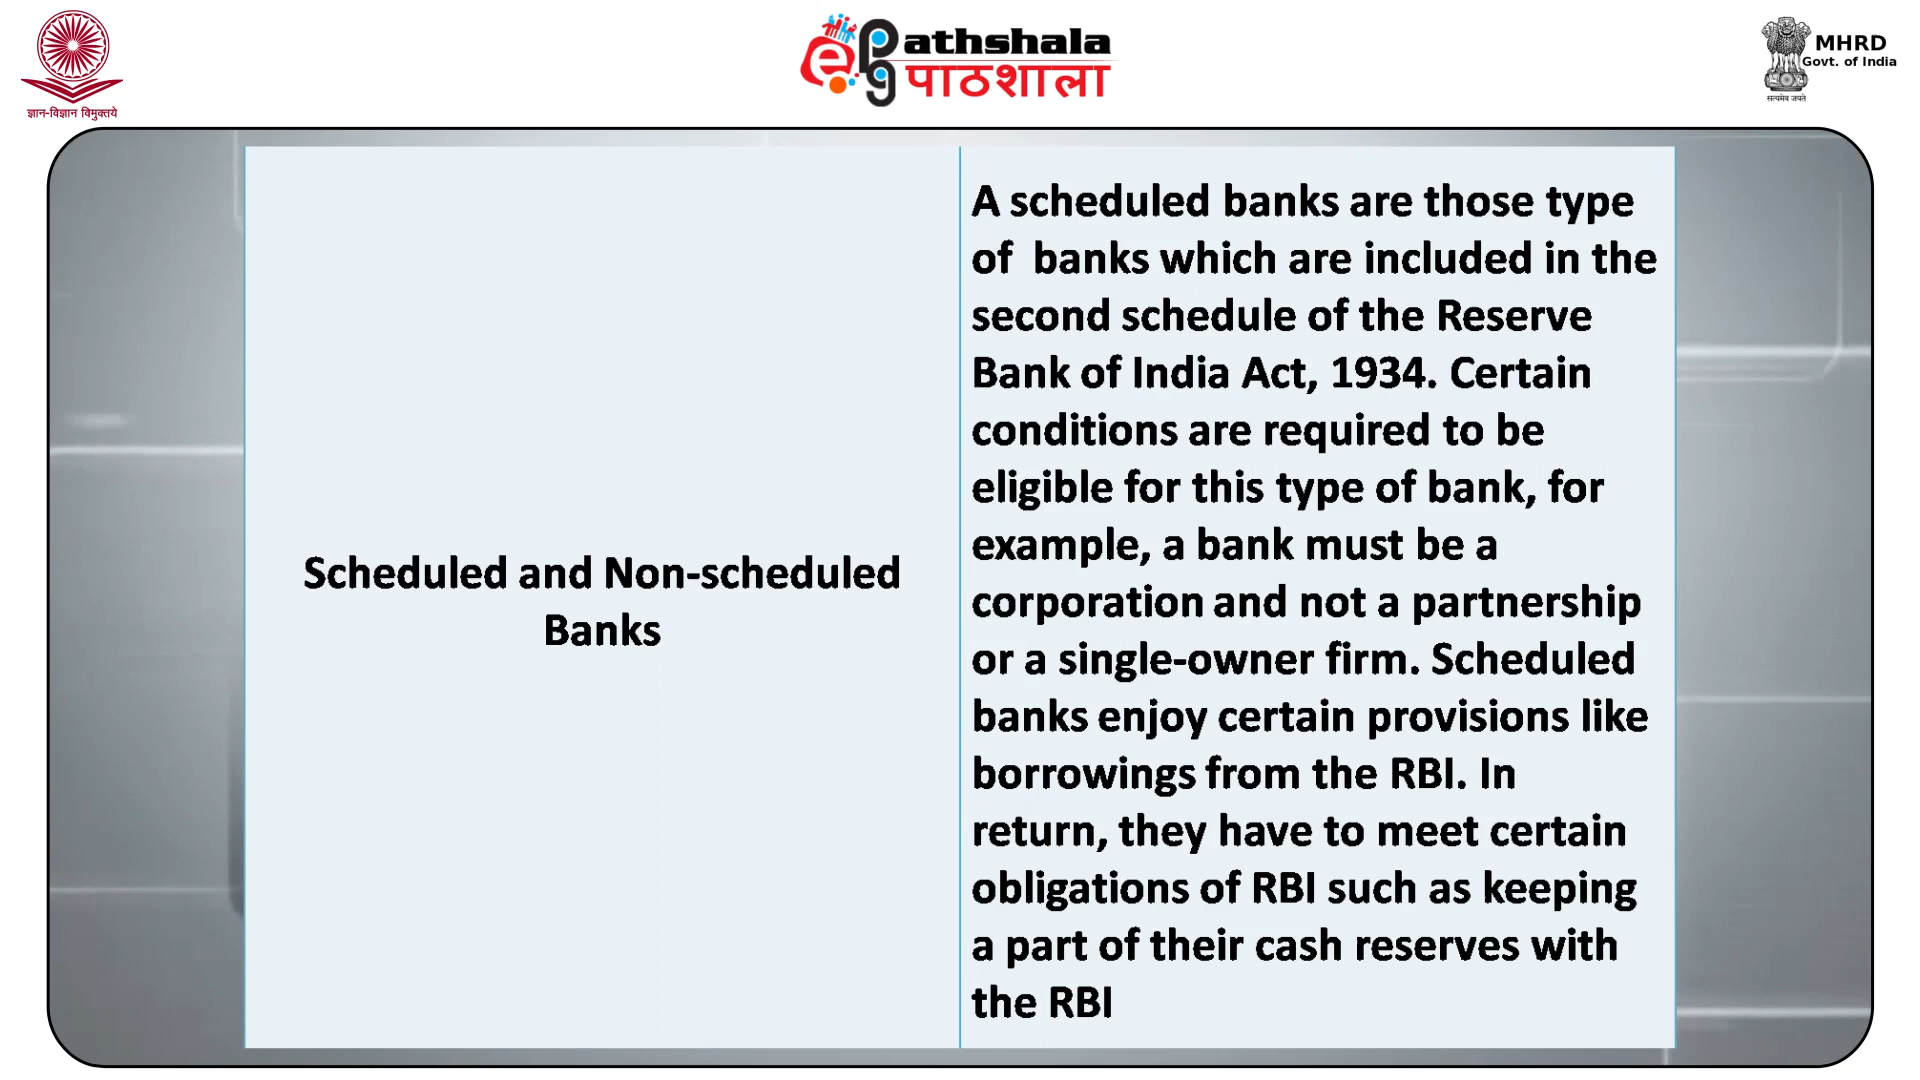 ज्ञान-विज्ञान विमुक्तये
e
pg
athshala
पाठशाला
MHRD
Govt. of India
सत्यमेव जयते
Scheduled and Non-scheduled
Banks
A scheduled banks are those type
of  banks which are included in the
second schedule of the Reserve
Bank of India Act, 1934. Certain
conditions are required to be
eligible for this type of bank, for
example, a bank must be a
corporation and not a partnership
or a single-owner firm. Scheduled
banks enjoy certain provisions like
borrowings from the RBI. In
return, they have to meet certain
obligations of RBI such as keeping
a part of their cash reserves with
the RBI